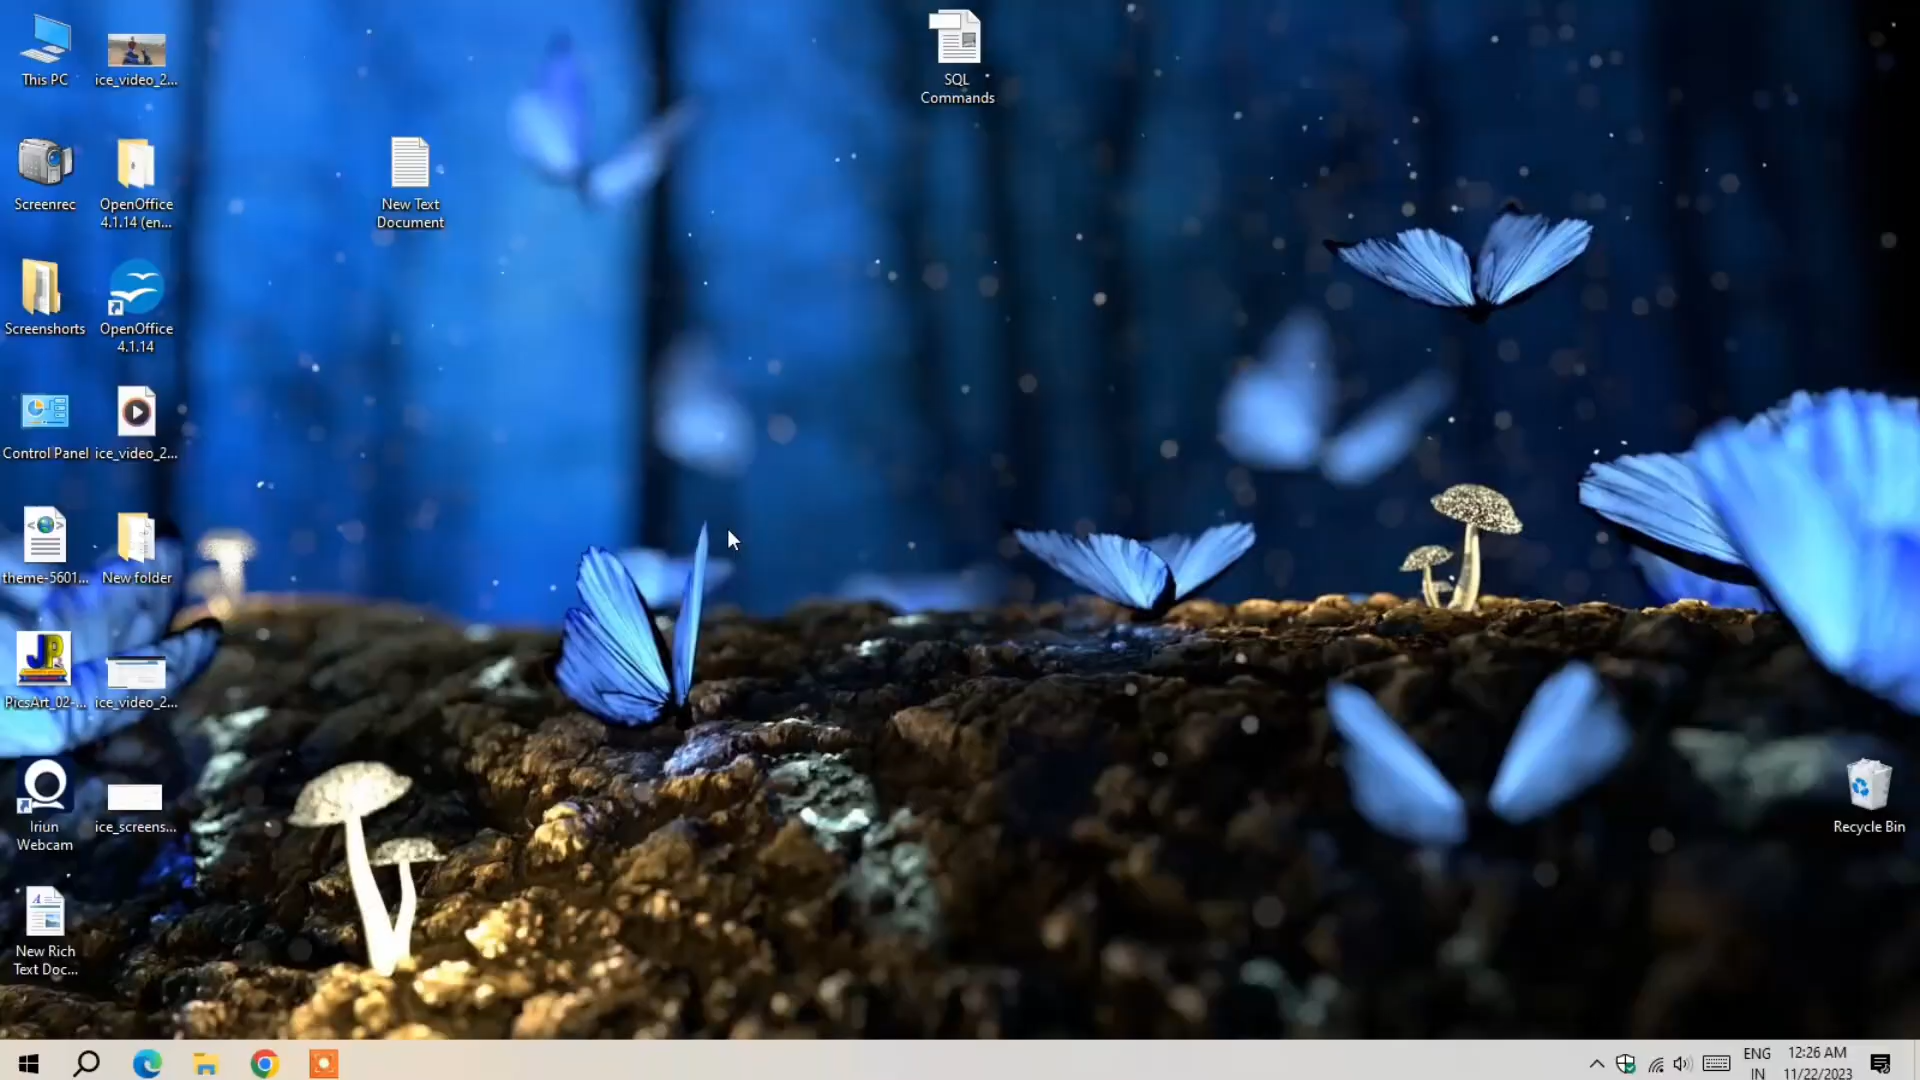 This PC
ice_video_2...
SQL
Commands
Screenrec
OpenOffice
4.1.14 (en...
New Text
Document
Screenshorts
OpenOffice
4.1.14
Control Panel
ice_video_2...
theme-5601...
New folder
JP
PicsArt_02-...
ice_video_2...
Iriun
Webcam
ice_screens...
Recycle Bin
New Rich
Text Doc...
ENG
IN
12:26 AM
11/22/2023